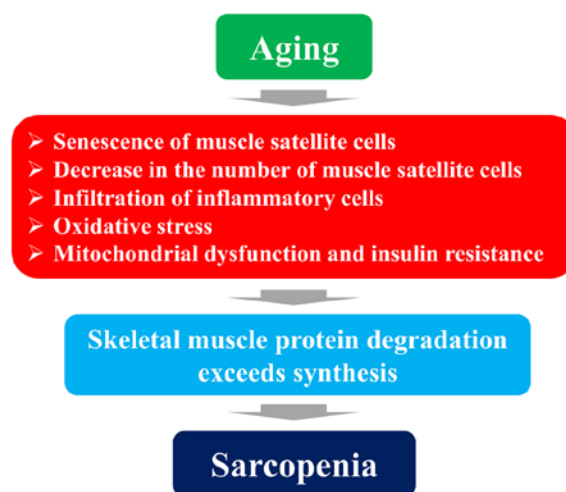 Aging
➢ Senescence of muscle satellite cells
➢ Decrease in the number of muscle satellite cells
➢ Infiltration of inflammatory cells
➢ Oxidative stress
➢ Mitochondrial dysfunction and insulin resistance
Skeletal muscle protein degradation
exceeds synthesis
Sarcopenia